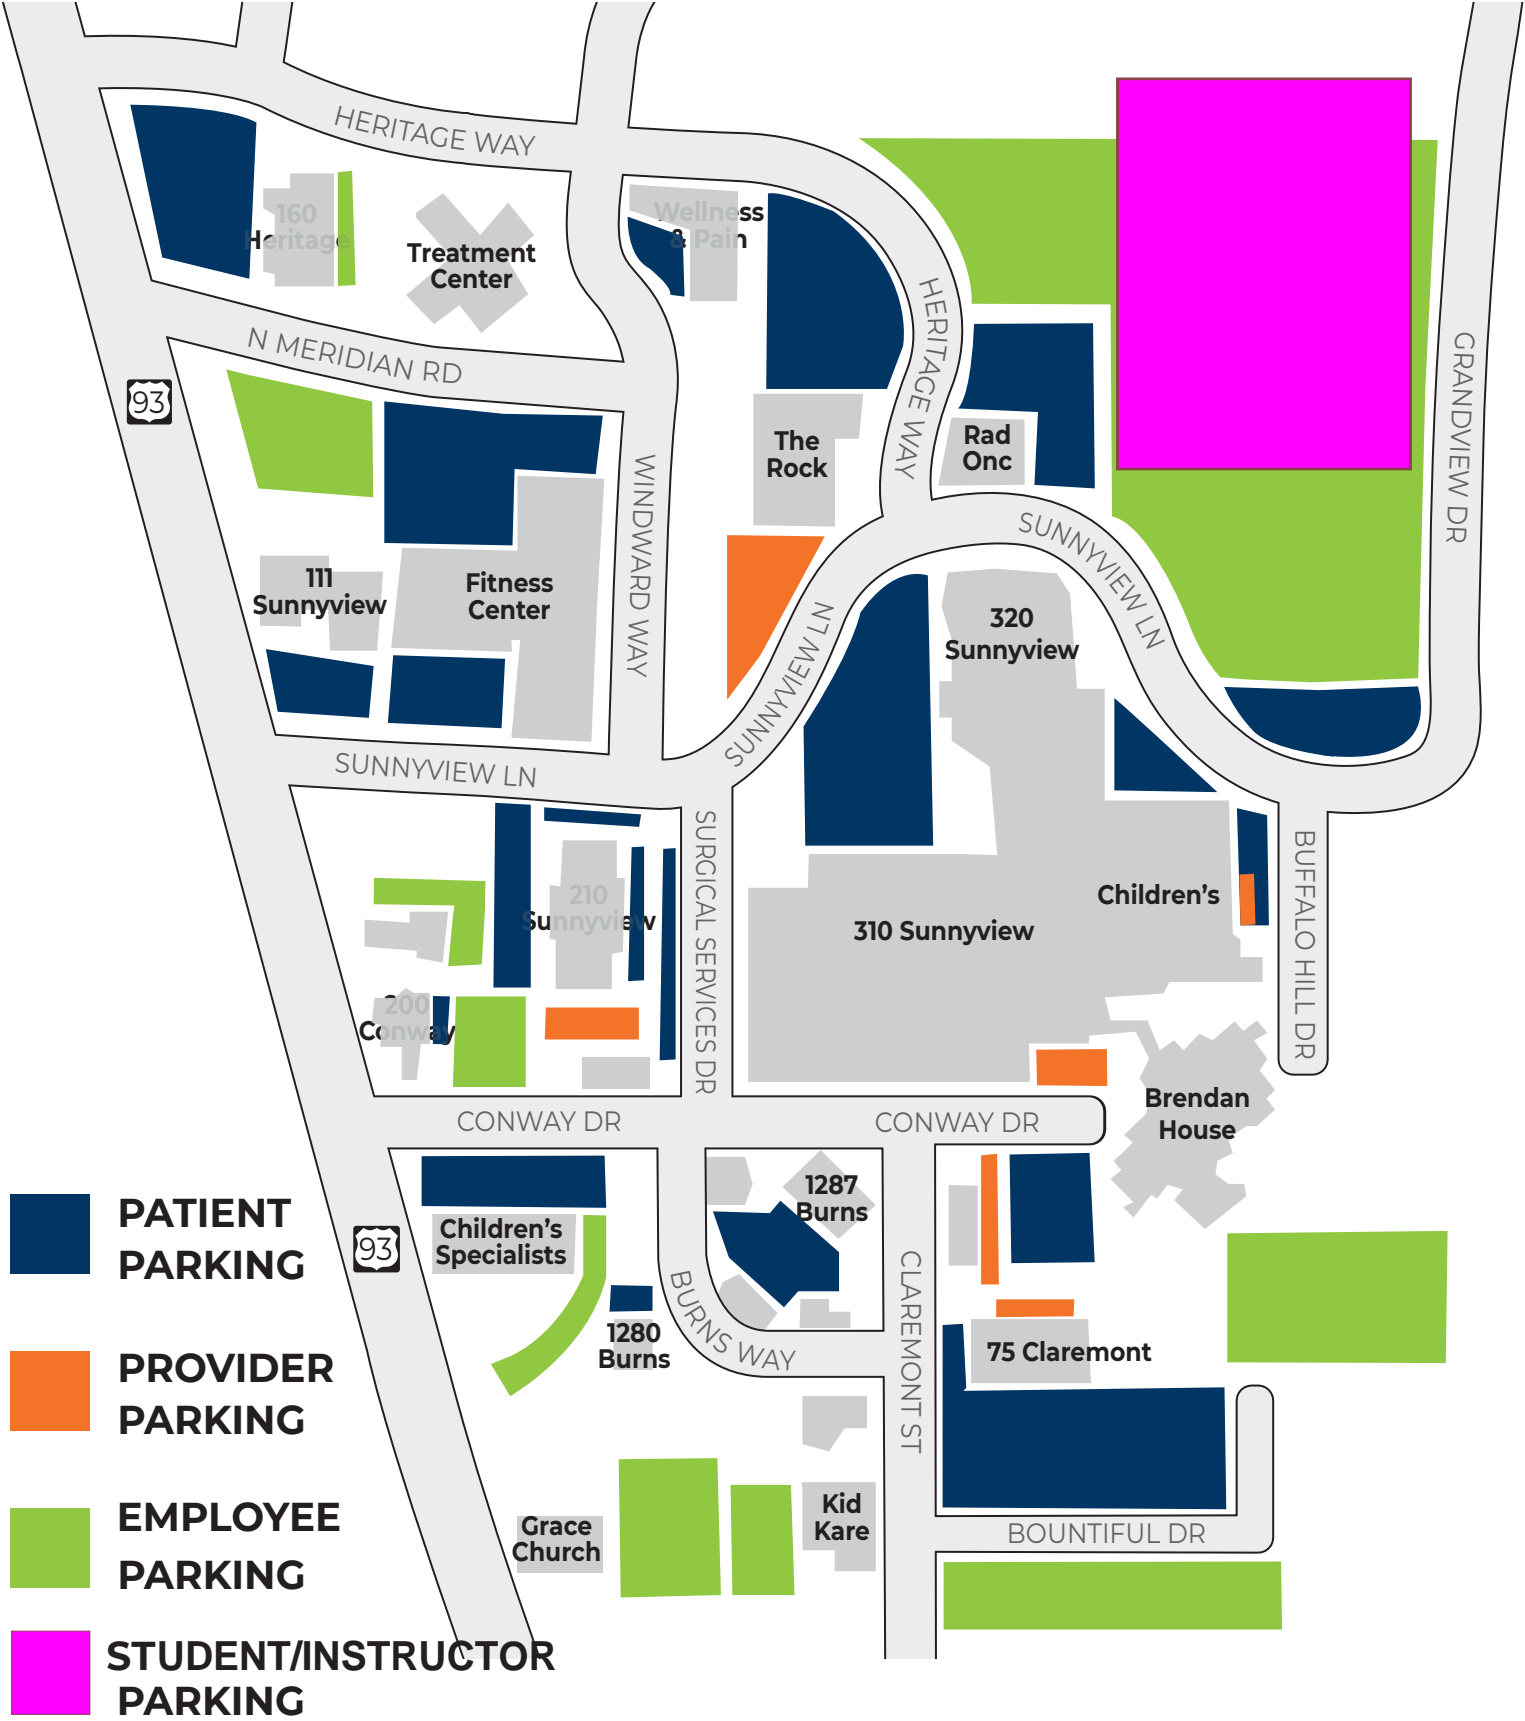 HERITAGE WAY
160
Heritage
Treatment
Center
Wellness
& Pain
N MERIDIAN RD
93
HERITAGE WAY
GRANDVIEW DR
The
Rock
Rad
Onc
WINDWARD WAY
SUNNYVIEW LN
111
Sunnyview
Fitness
Center
320
Sunnyview
SUNNYVIEW LN
SUNNYVIEW LN
210
Sunnyview
SURGICAL SERVICES DR
310 Sunnyview
Children's
BUFFALO HILL DR
200
Conway
CONWAY DR
CONWAY DR
Brendan
House
1287
Burns
Children's
Specialists
93
BURNS WAY
CLAREMONT ST
1280
Burns
75 Claremont
Kid
Kare
Grace
Church
BOUNTIFUL DR
PATIENT
PARKING
PROVIDER
PARKING
EMPLOYEE
PARKING
STUDENT/INSTRUCTOR
PARKING